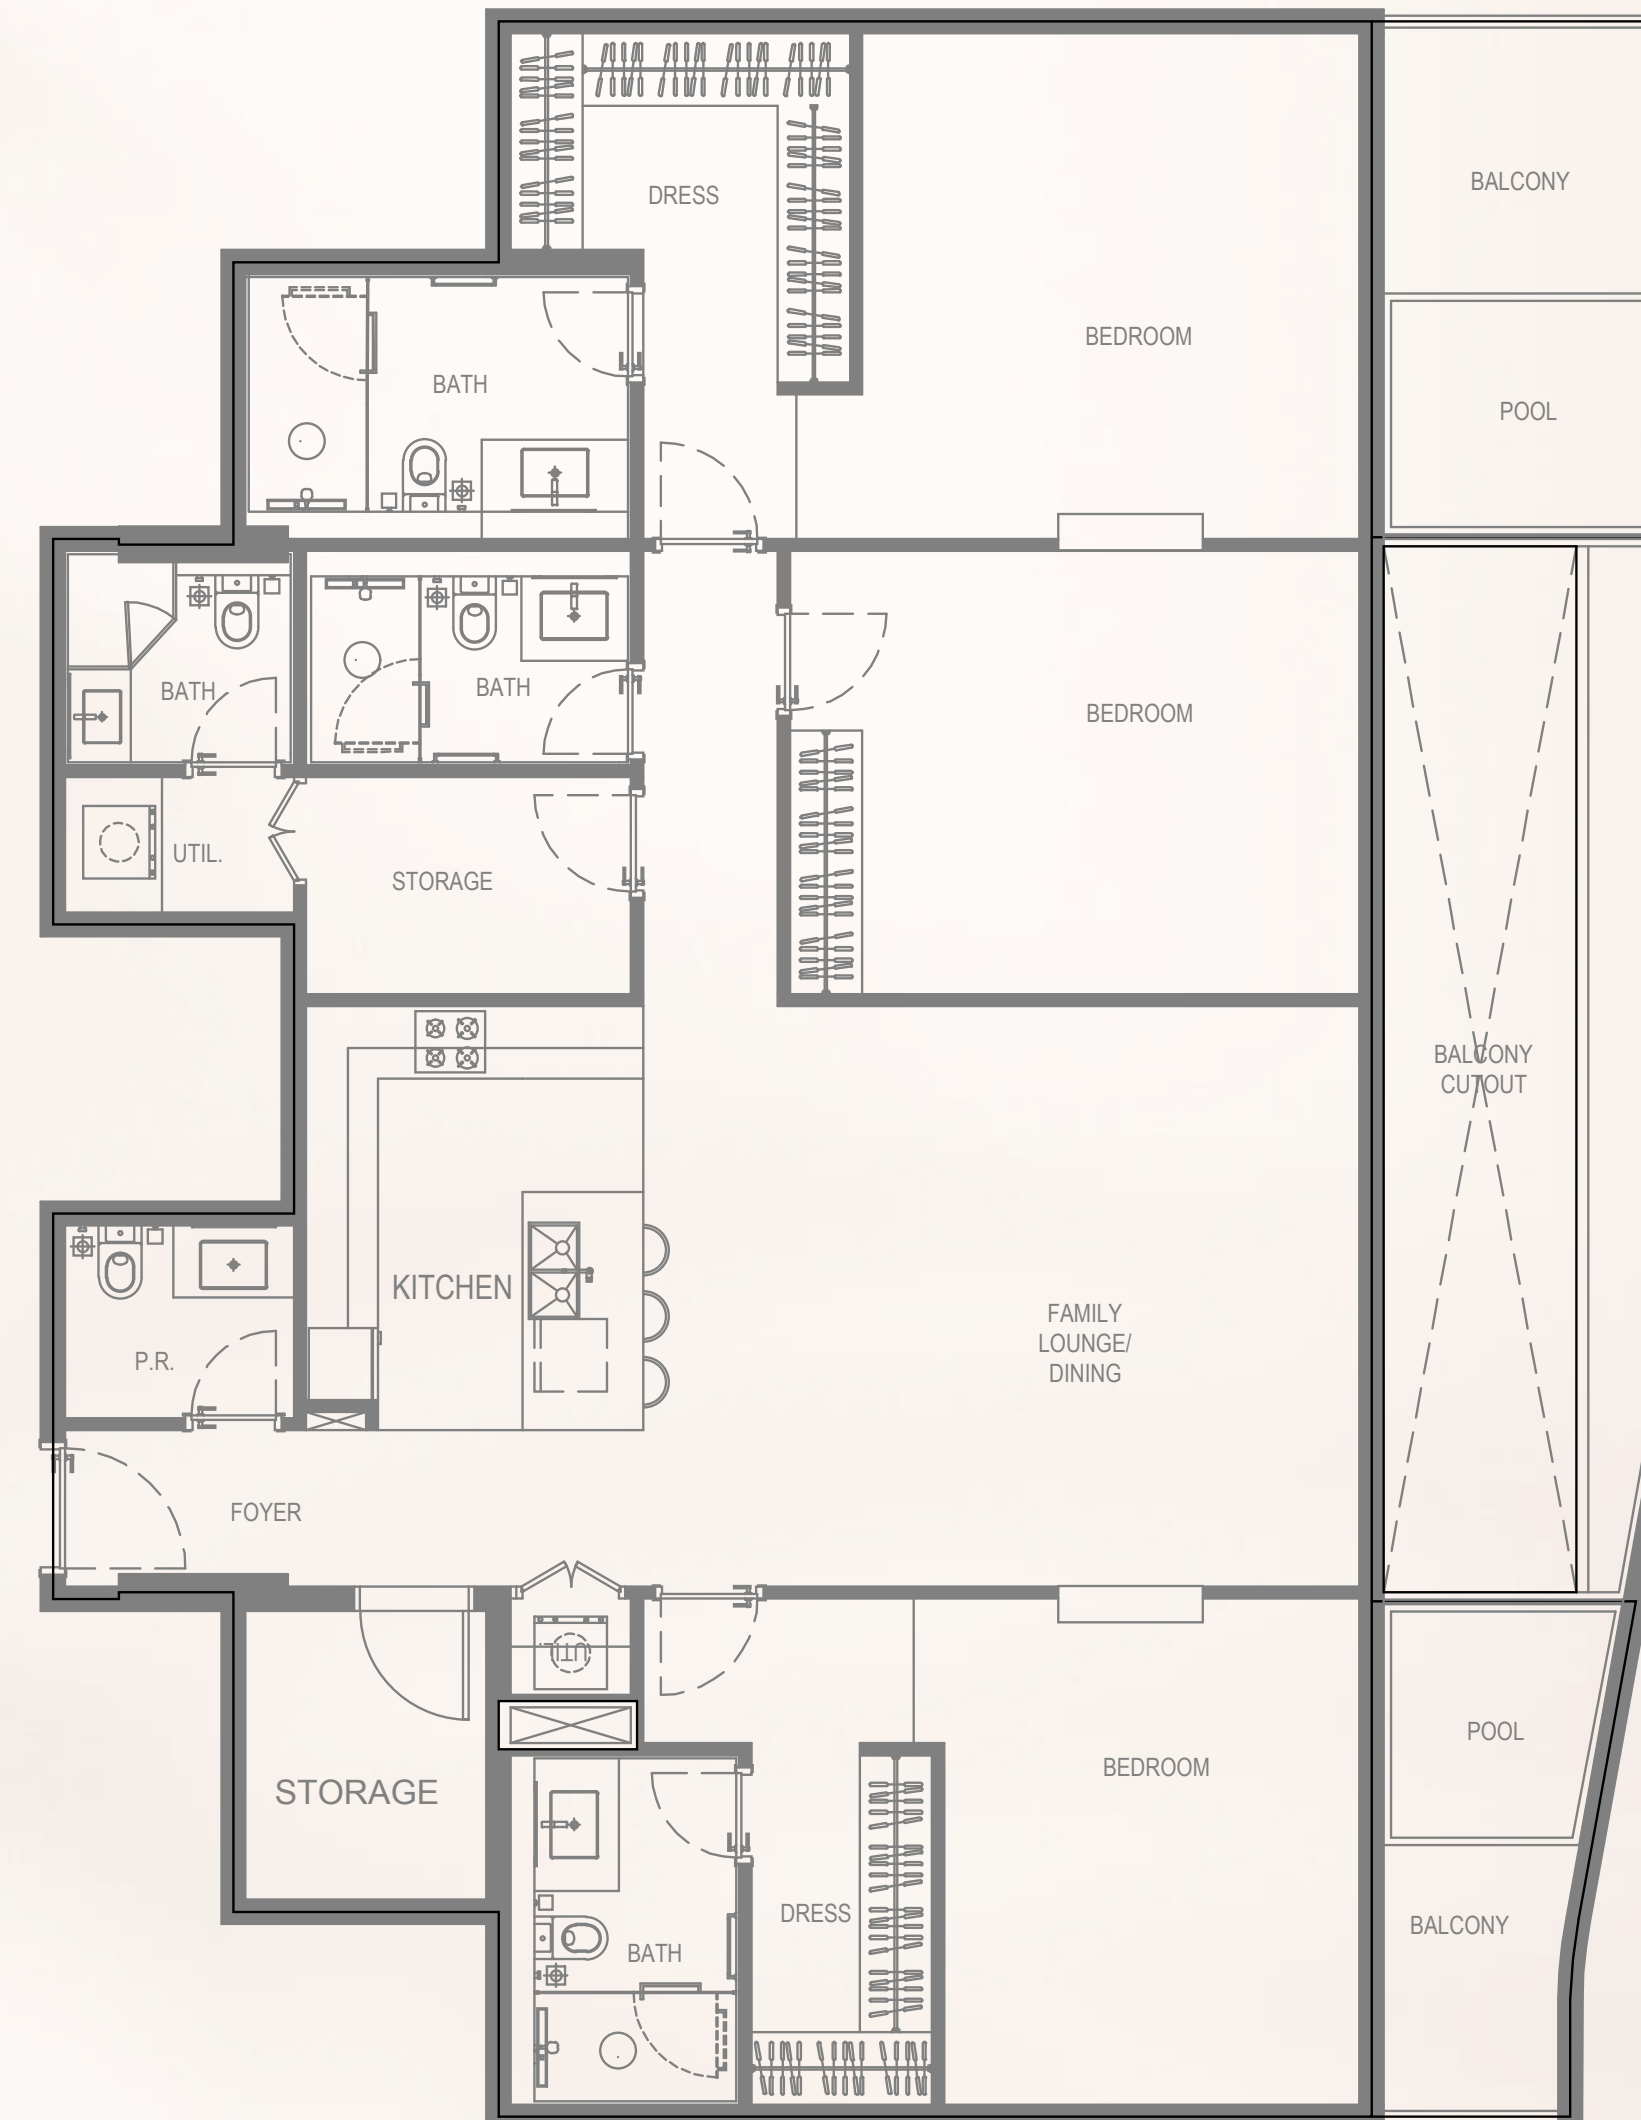 DRESS
BALCONY
BEDROOM
BATH
POOL
BATH
BATH
BEDROOM
UTIL.
STORAGE
BALCONY
CUTOUT
KITCHEN
FAMILY
LOUNGE/
DINING
P.R.
FOYER
UTIL.
POOL
BEDROOM
STORAGE
DRESS
BALCONY
BATH